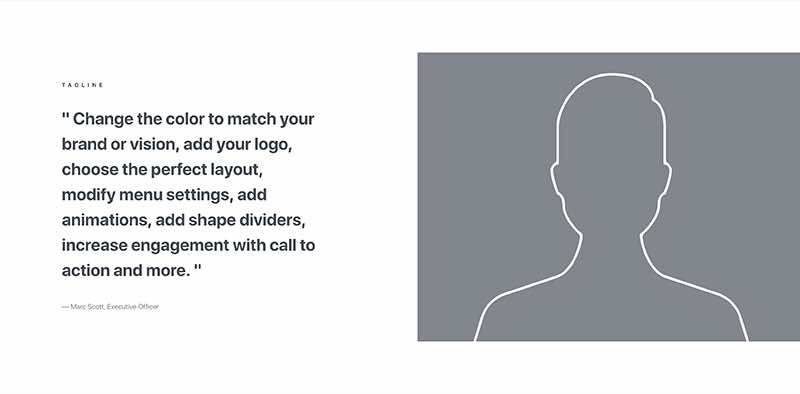 TAGLINE
" Change the color to match your
brand or vision, add your logo,
choose the perfect layout,
modify menu settings, add
animations, add shape dividers,
increase engagement with call to
action and more. "
— Marc Scott, Executive Officer